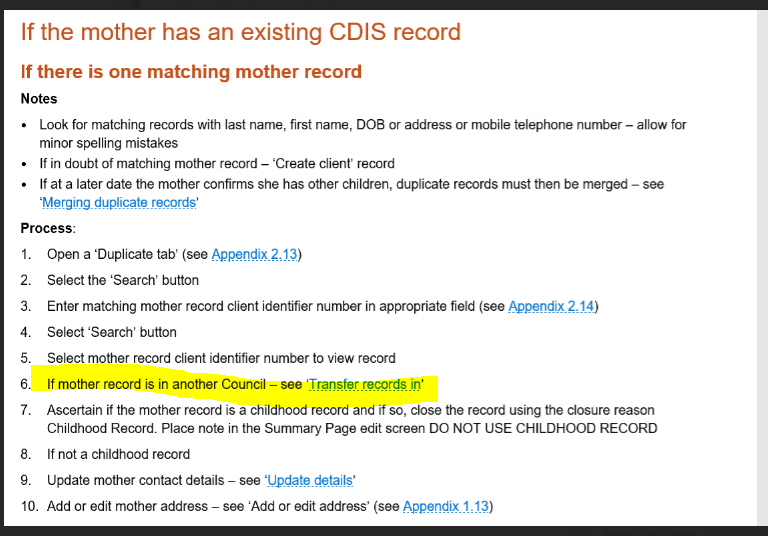 If the mother has an existing CDIS record
If there is one matching mother record
Notes
• Look for matching records with last name, first name, DOB or address or mobile telephone number – allow for
minor spelling mistakes
• If in doubt of matching mother record – ‘Create client’ record
• If at a later date the mother confirms she has other children, duplicate records must then be merged – see
‘Merging duplicate records’
Process:
1. Open a ‘Duplicate tab’ (see Appendix 2.13)
2. Select the ‘Search’ button
3. Enter matching mother record client identifier number in appropriate field (see Appendix 2.14)
4. Select ‘Search’ button
5. Select mother record client identifier number to view record
6. If mother record is in another Council – see ‘Transfer records in’
7. Ascertain if the mother record is a childhood record and if so, close the record using the closure reason
Childhood Record. Place note in the Summary Page edit screen DO NOT USE CHILDHOOD RECORD
8. If not a childhood record
9. Update mother contact details – see ‘Update details’
10. Add or edit mother address – see ‘Add or edit address’ (see Appendix 1.13)